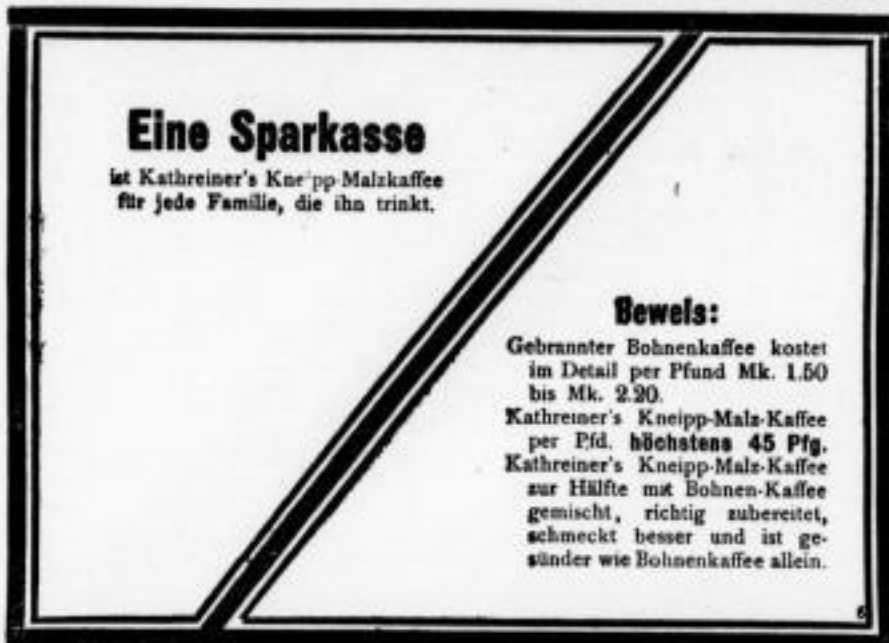 Eine Sparkasse
ist Kathreiner's Kneipp-Malzkaffee
für jede Familie, die ihn trinkt.
Beweis:
Gebrannter Bohnenkaffee kostet
im Detail per Pfund Mk. 1.50
bis Mk. 2.20.
Kathreiner's Kneipp-Malz-Kaffee
per Pfd. höchstens 45 Pfg.
Kathreiner's Kneipp-Malz-Kaffee
zur Hälfte mit Bohnen-Kaffee
gemischt, richtig zubereitet,
schmeckt besser und ist ge-
sünder wie Bohnenkaffee allein.
6